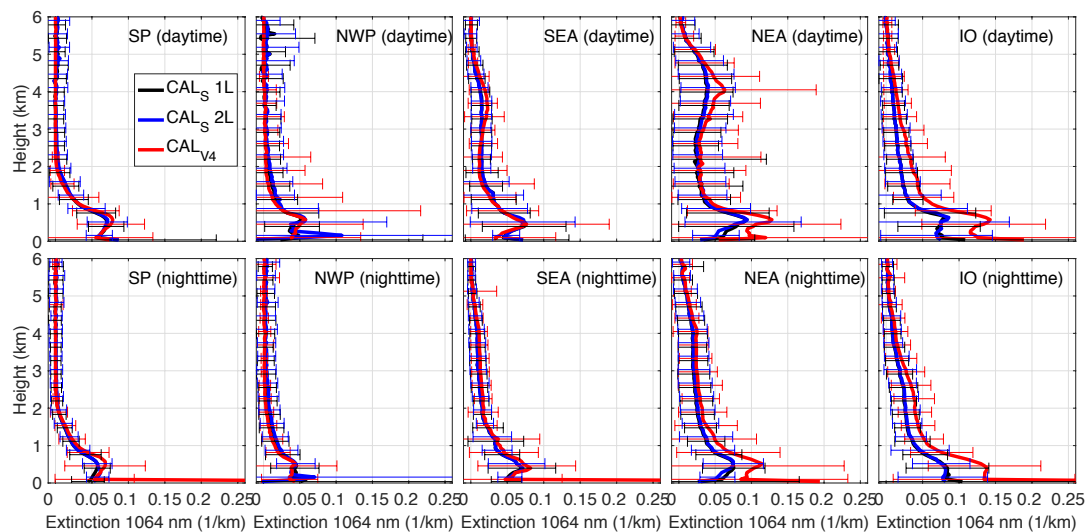 6
SP (daytime)
NWP (daytime)
SEA (daytime)
NEA (daytime)
IO (daytime)
5
4
3
2
1
0
Height (km)
CALS 1L
CALS 2L
CALV4
6
SP (nighttime)
NWP (nighttime)
SEA (nighttime)
NEA (nighttime)
IO (nighttime)
5
4
3
2
1
0
Height (km)
0 0.05 0.1 0.15 0.2 0.25 0 0.05 0.1 0.15 0.2 0.25 0 0.05 0.1 0.15 0.2 0.25 0 0.05 0.1 0.15 0.2 0.25 0 0.05 0.1 0.15 0.2 0.25
Extinction 1064 nm (1/km) Extinction 1064 nm (1/km) Extinction 1064 nm (1/km) Extinction 1064 nm (1/km) Extinction 1064 nm (1/km)